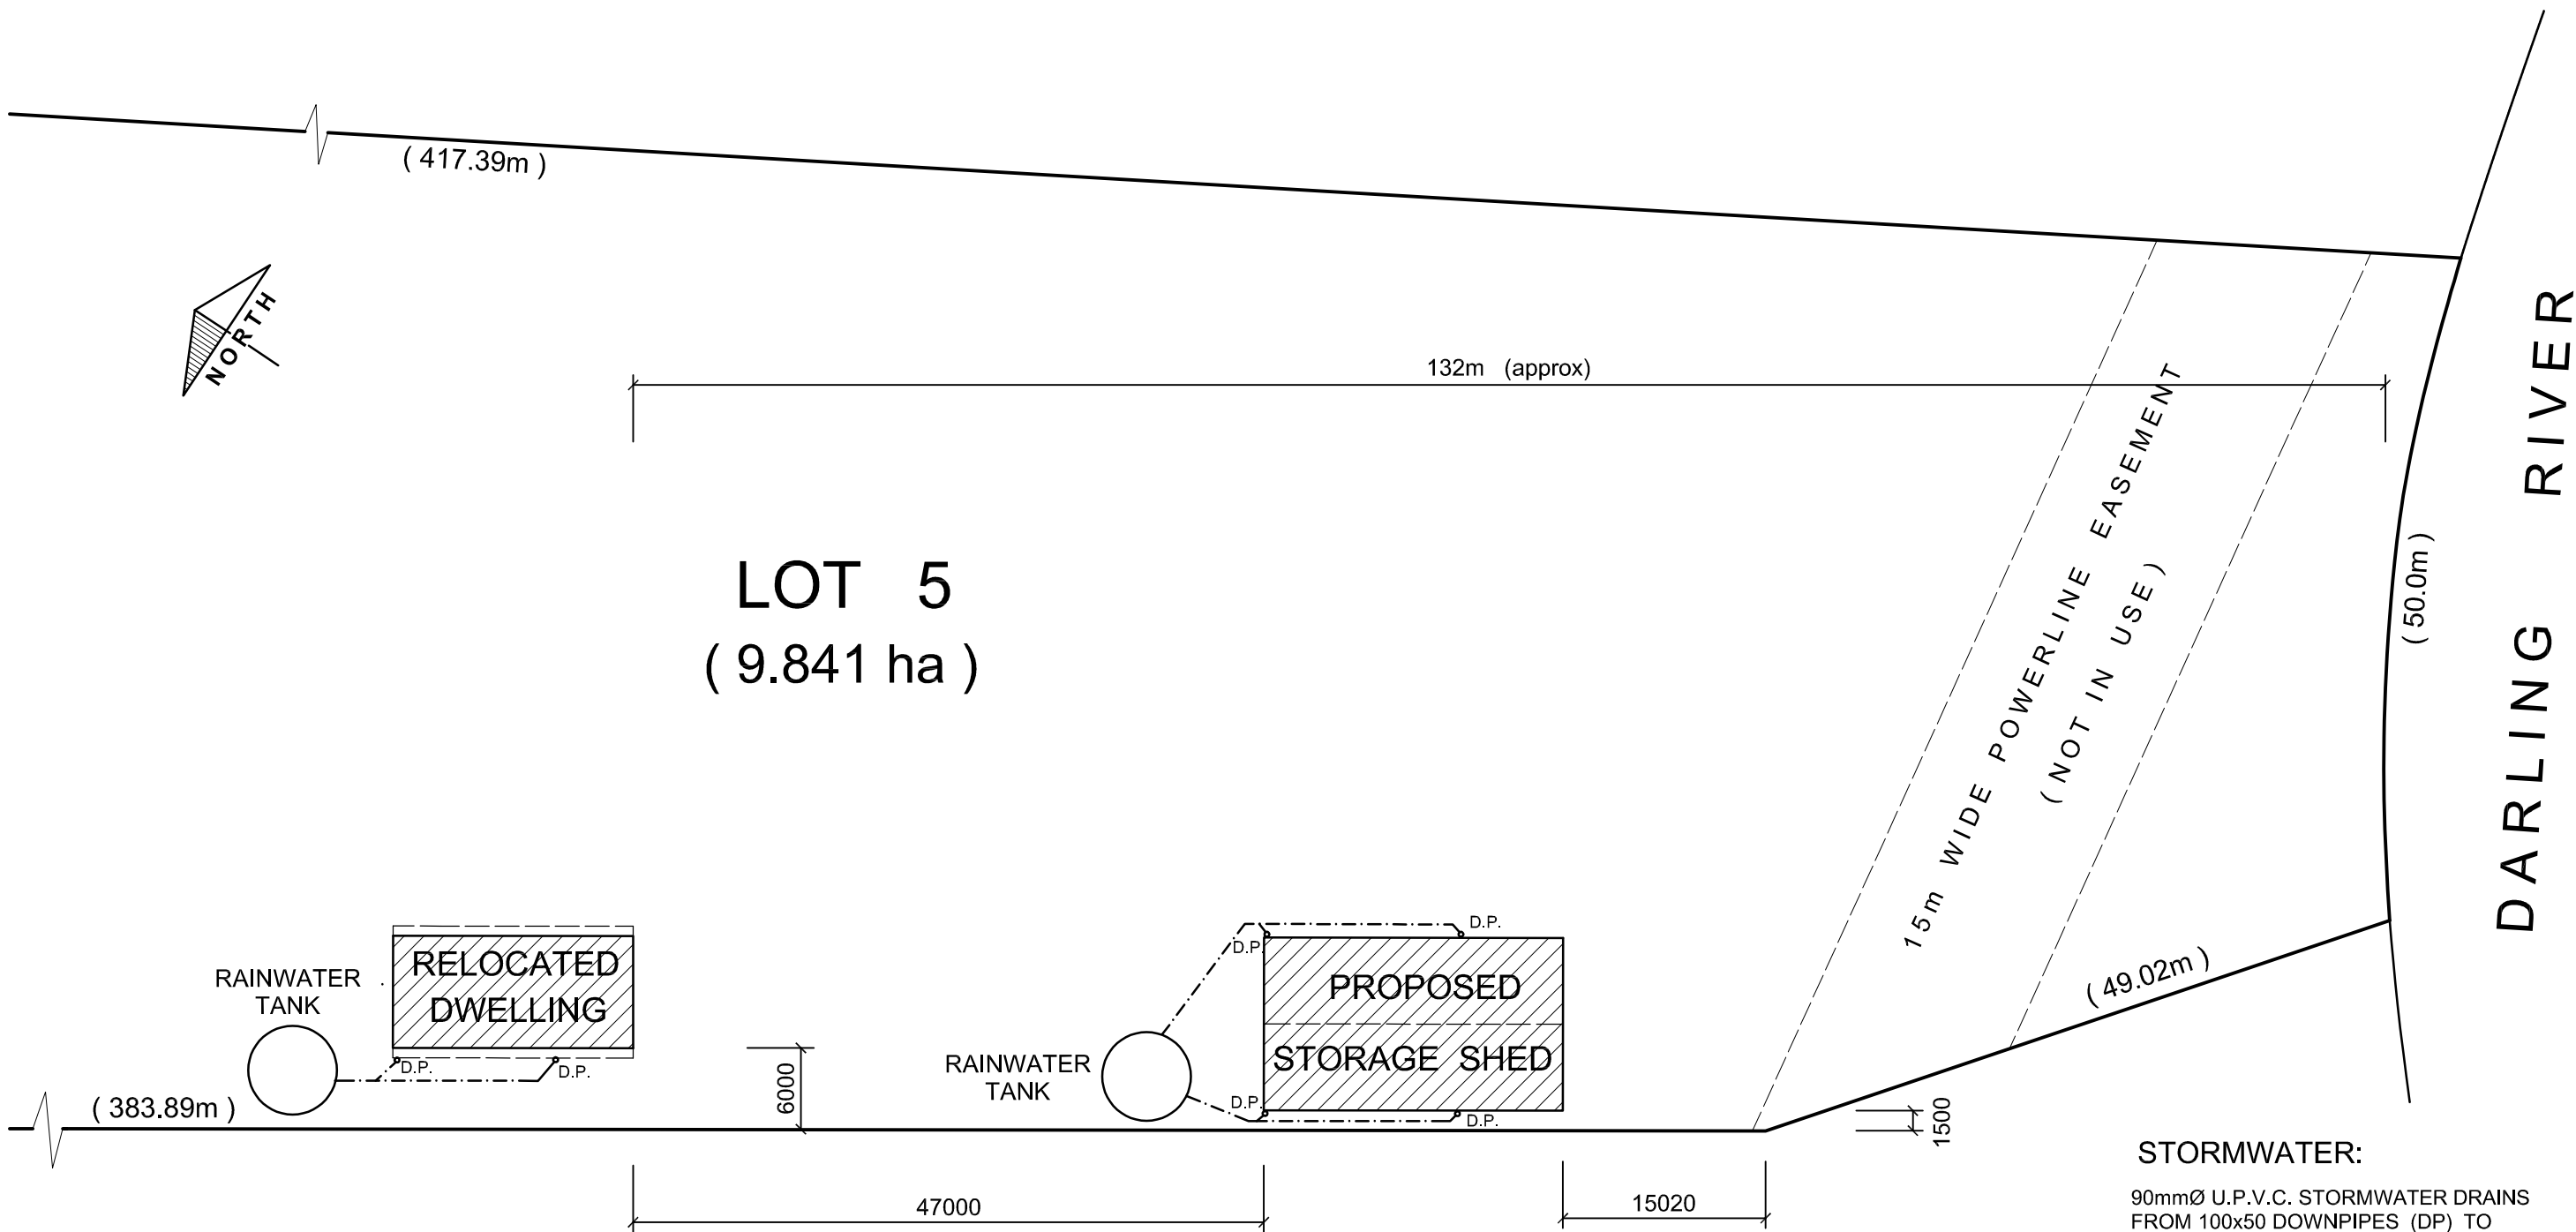 ( 417.39m )
NORTH
132m (approx)
LOT 5
( 9.841 ha )
15m WIDE POWERLINE EASEMENT
( NOT IN USE )
( 50.0m )
DARLING RIVER
RAINWATER
TANK
RELOCATED
DWELLING
D.P.
D.P.
( 383.89m )
6000
RAINWATER
TANK
D.P.
D.P.
PROPOSED
STORAGE SHED
D.P.
D.P.
( 49.02m )
1500
47000
15020
STORMWATER:
90mmØ U.P.V.C. STORMWATER DRAINS
FROM 100x50 DOWNPIPES (DP) TO